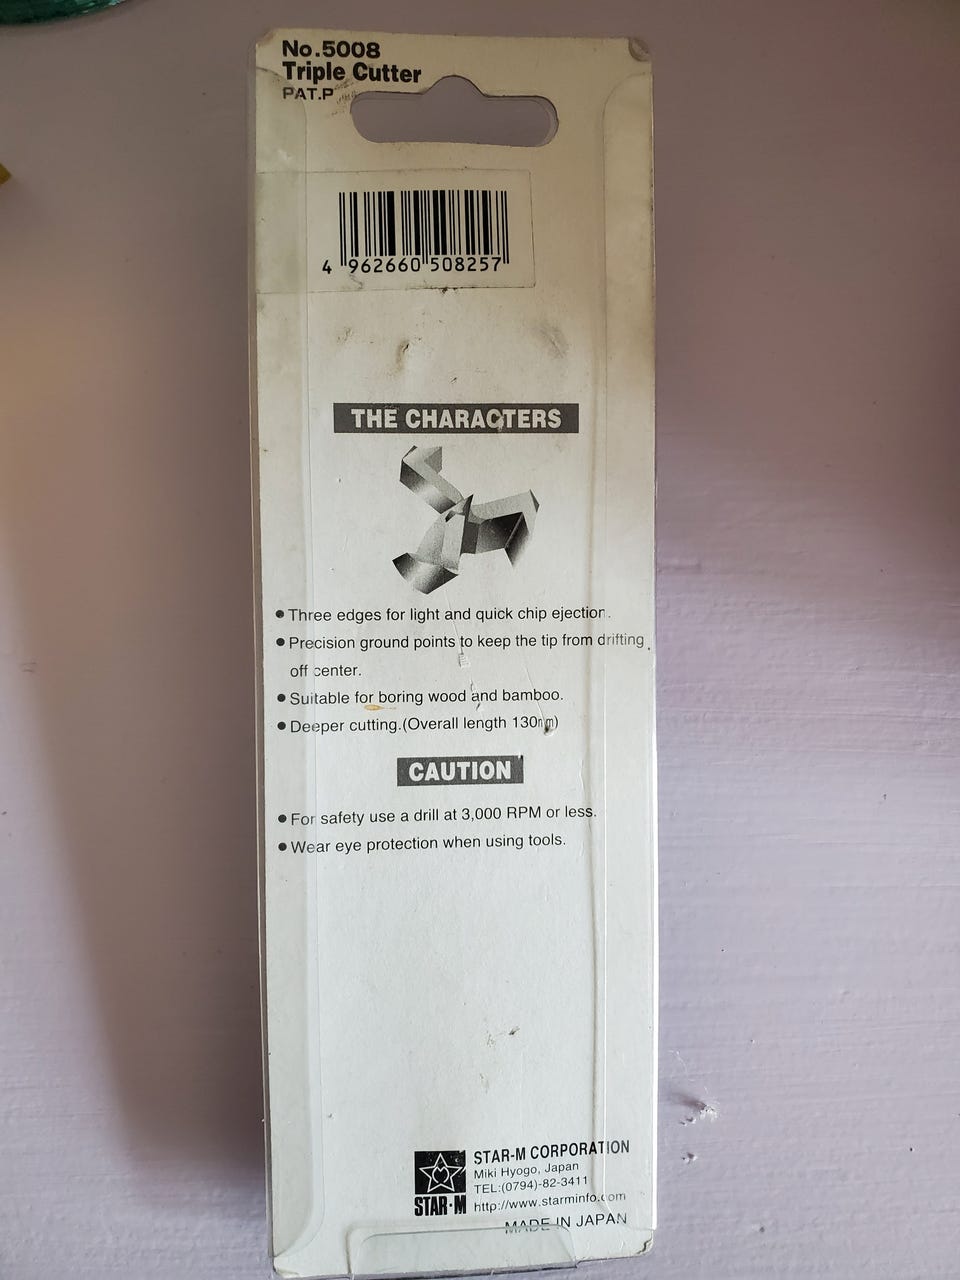 No.5008
Triple Cutter
PAT.P
4 962660 508257
THE CHARACTERS
● Three edges for light and quick chip ejection.
● Precision ground points to keep the tip from drifting
off center.
● Suitable for boring wood and bamboo.
● Deeper cutting.(Overall length 130mm)
CAUTION
● For safety use a drill at 3,000 RPM or less.
● Wear eye protection when using tools.
STAR-M CORPORATION
Miki Hyogo, Japan
TEL:(0794)-82-3411
STAR·M
http://www.starminfo.com
MADE IN JAPAN